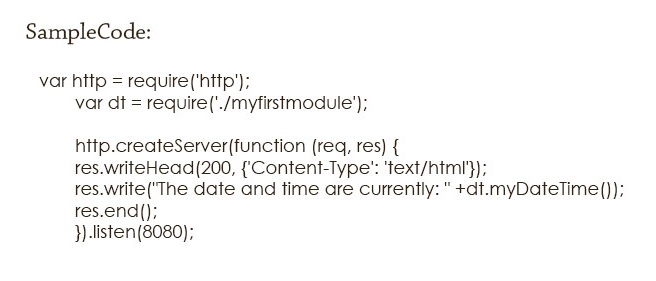 SampleCode:
var http = require('http');
var dt = require('./myfirstmodule');
http.createServer(function (req, res) {
res.writeHead(200, {'Content-Type': 'text/html'});
res.write("The date and time are currently: " +dt.myDateTime());
res.end();
}).listen(8080);